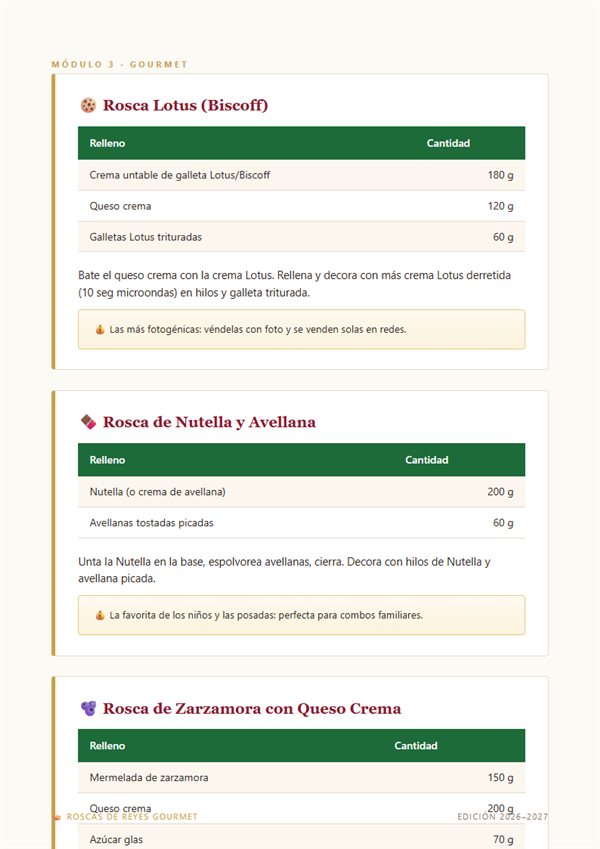 MÓDULO 3 · GOURMET
Rosca Lotus (Biscoff)
Relleno Cantidad
Crema untable de galleta Lotus/Biscoff 180 g
Queso crema 120 g
Galletas Lotus trituradas 60 g
Bate el queso crema con la crema Lotus. Rellena y decora con más crema Lotus derretida
(10 seg microondas) en hilos y galleta triturada.
Las más fotogénicas: véndelas con foto y se venden solas en redes.
Rosca de Nutella y Avellana
Relleno Cantidad
Nutella (o crema de avellana) 200 g
Avellanas tostadas picadas 60 g
Unta la Nutella en la base, espolvorea avellanas, cierra. Decora con hilos de Nutella y
avellana picada.
La favorita de los niños y las posadas: perfecta para combos familiares.
Rosca de Zarzamora con Queso Crema
Relleno Cantidad
Mermelada de zarzamora 150 g
Queso crema 200 g
ROSCAS DE REYES GOURMET EDICIÓN 2026–2027
Azúcar glas 70 g